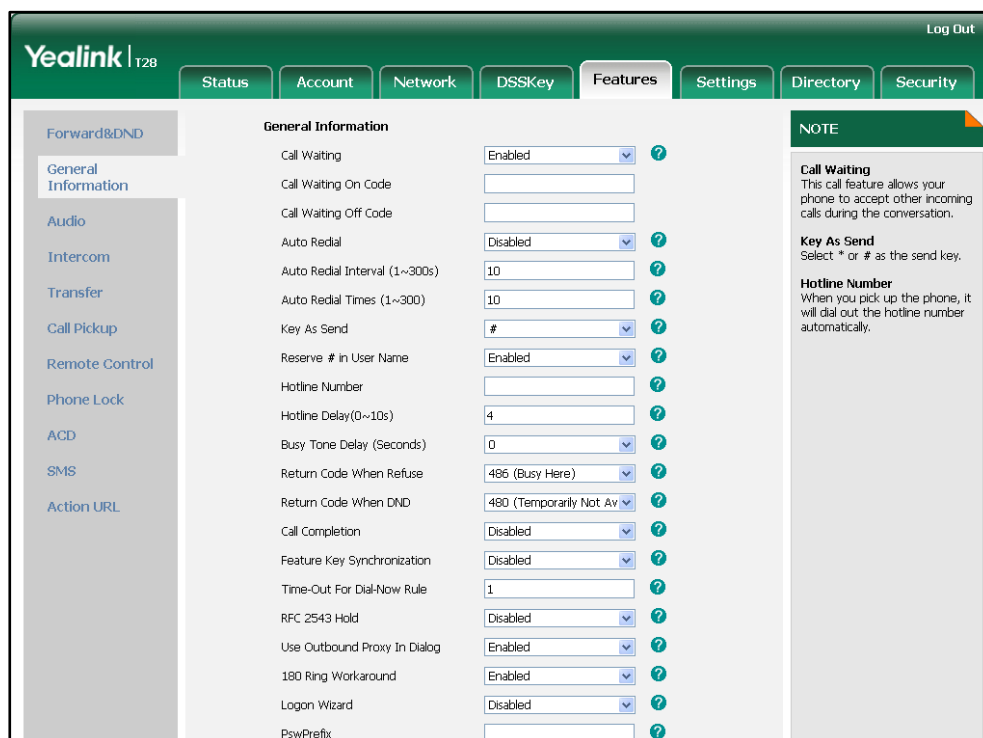 Log Out
Yealink T28
Status Account Network DSSKey Features Settings Directory Security
Forward&DND
General
Information
Audio
Intercom
Transfer
Call Pickup
Remote Control
Phone Lock
ACD
SMS
Action URL
General Information
Call Waiting Enabled ?
Call Waiting On Code
Call Waiting Off Code
Auto Redial Disabled ?
Auto Redial Interval (1~300s) 10 ?
Auto Redial Times (1~300) 10 ?
Key As Send # ?
Reserve # in User Name Enabled ?
Hotline Number ?
Hotline Delay(0~10s) 4 ?
Busy Tone Delay (Seconds) 0 ?
Return Code When Refuse 486 (Busy Here) ?
Return Code When DND 480 (Temporarily Not Av ?
Call Completion Disabled ?
Feature Key Synchronization Disabled ?
Time-Out For Dial-Now Rule 1 ?
RFC 2543 Hold Disabled ?
Use Outbound Proxy In Dialog Enabled ?
180 Ring Workaround Enabled ?
Logon Wizard Disabled ?
PswPrefix ?
NOTE
Call Waiting
This call feature allows your
phone to accept other incoming
calls during the conversation.
Key As Send
Select * or # as the send key.
Hotline Number
When you pick up the phone, it
will dial out the hotline number
automatically.